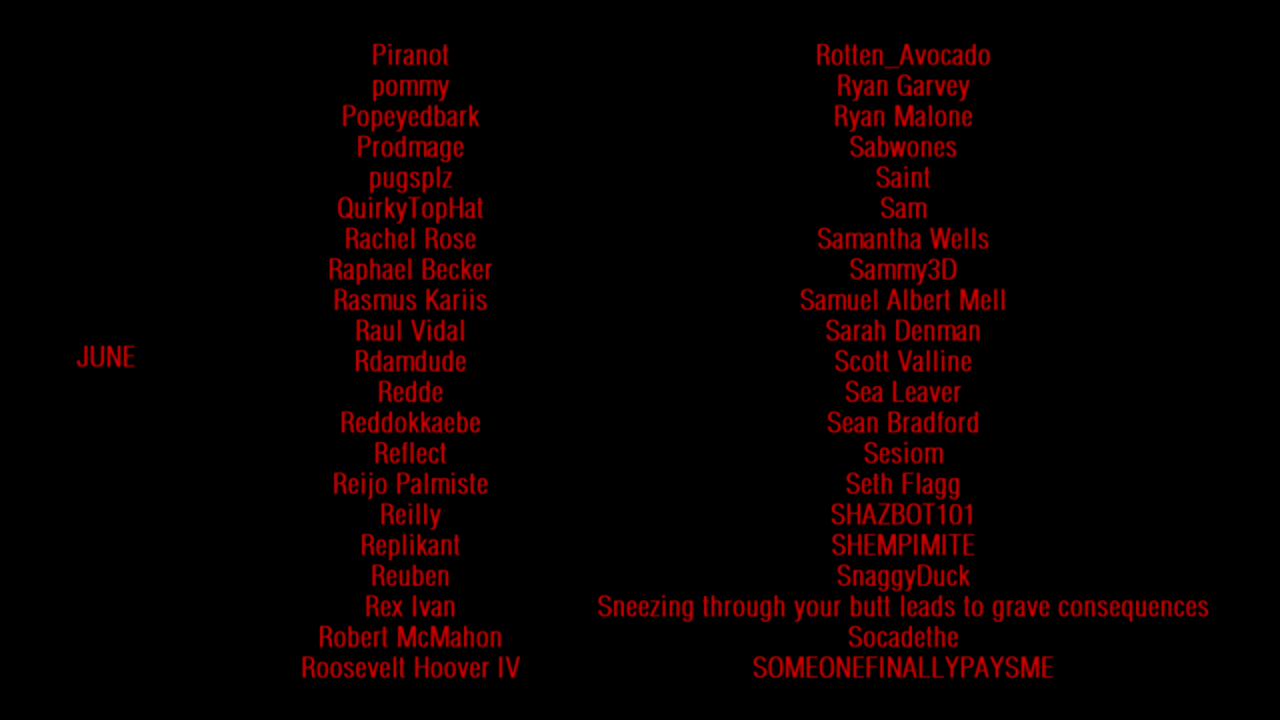 JUNE
Piranot
pommy
Popeyedbark
Prodmage
pugsplz
QuirkyTopHat
Rachel Rose
Raphael Becker
Rasmus Kariis
Raul Vidal
Rdamdude
Redde
Reddokkaebe
Reflect
Reijo Palmiste
Reilly
Replikant
Reuben
Rex Ivan
Robert McMahon
Roosevelt Hoover IV
Rotten_Avocado
Ryan Garvey
Ryan Malone
Sabwones
Saint
Sam
Samantha Wells
Sammy3D
Samuel Albert Mell
Sarah Denman
Scott Valline
Sea Leaver
Sean Bradford
Sesiom
Seth Flagg
SHAZBOT101
SHEMPIMITE
SnaggyDuck
Sneezing through your butt leads to grave consequences
Socadethe
SOMEONEFINALLYPAYSME